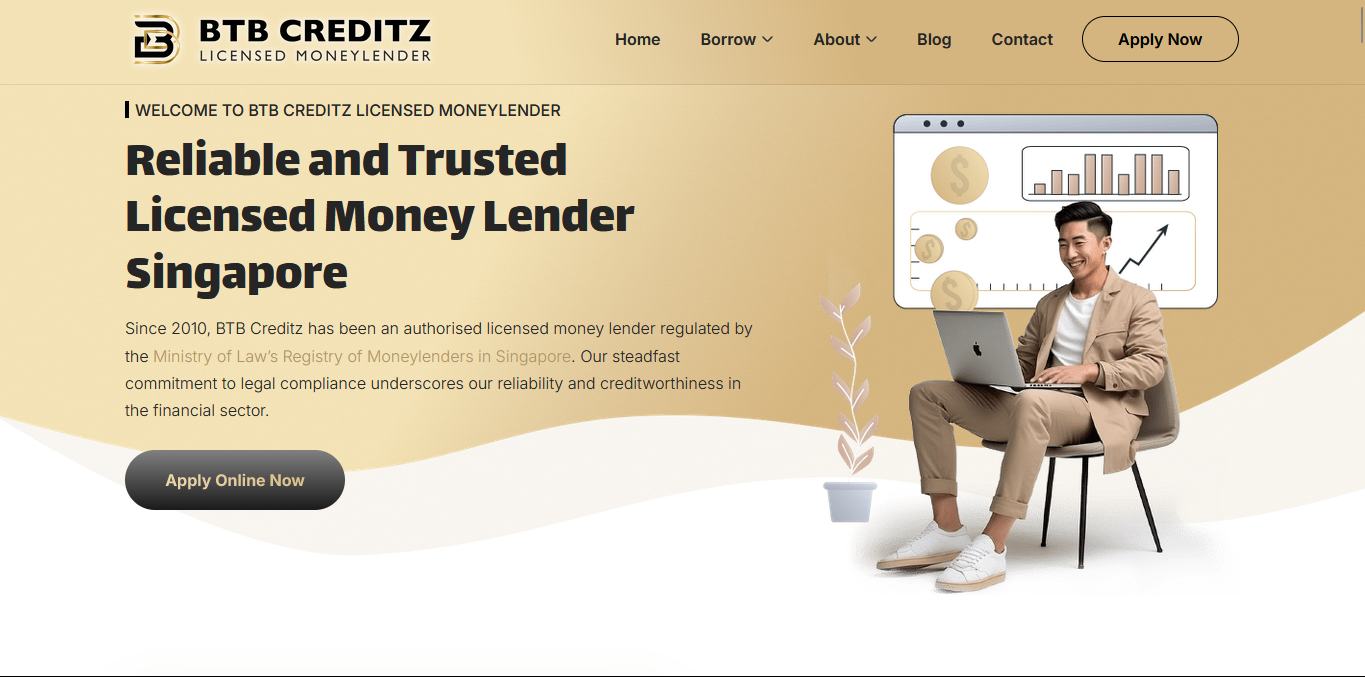 BTB CREDITZ
LICENSED MONEYLENDER
Home Borrow About Blog Contact Apply Now
WELCOME TO BTB CREDITZ LICENSED MONEYLENDER
Reliable and Trusted
Licensed Money Lender
Singapore
Since 2010, BTB Creditz has been an authorised licensed money lender regulated by
the Ministry of Law’s Registry of Moneylenders in Singapore. Our steadfast
commitment to legal compliance underscores our reliability and creditworthiness in
the financial sector.
Apply Online Now
$
$
$
$